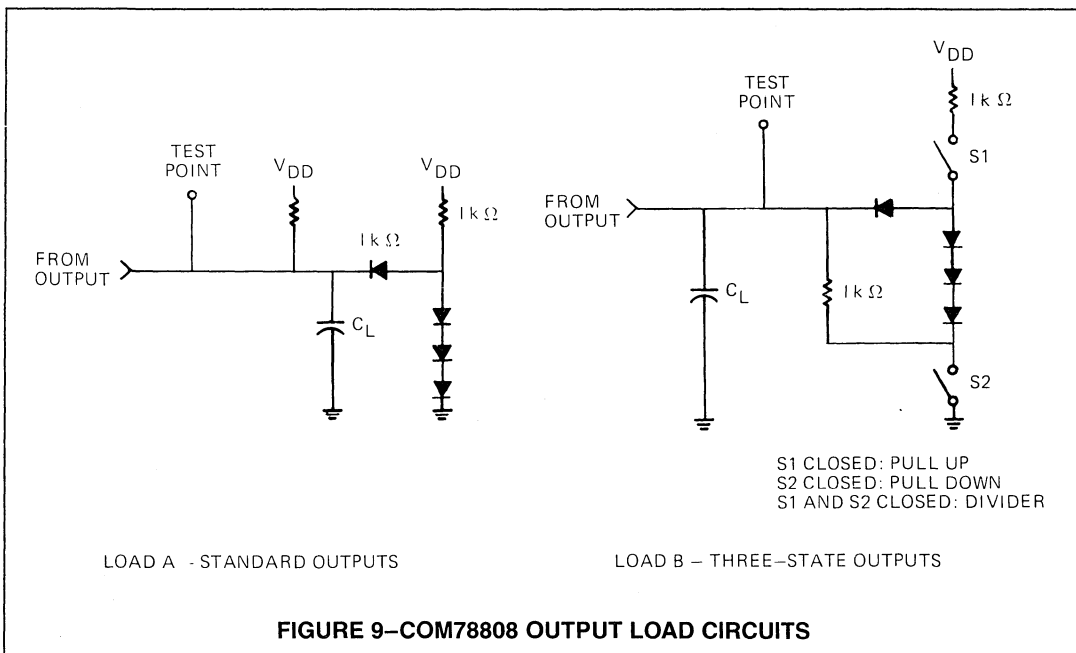 TEST
POINT
V_DD
V_DD
1kΩ
1kΩ
FROM
OUTPUT
C_L
LOAD A - STANDARD OUTPUTS
V_DD
1kΩ
TEST
POINT
S1
FROM
OUTPUT
C_L
1kΩ
S2
S1 CLOSED: PULL UP
S2 CLOSED: PULL DOWN
S1 AND S2 CLOSED: DIVIDER
LOAD B – THREE–STATE OUTPUTS
FIGURE 9–COM78808 OUTPUT LOAD CIRCUITS